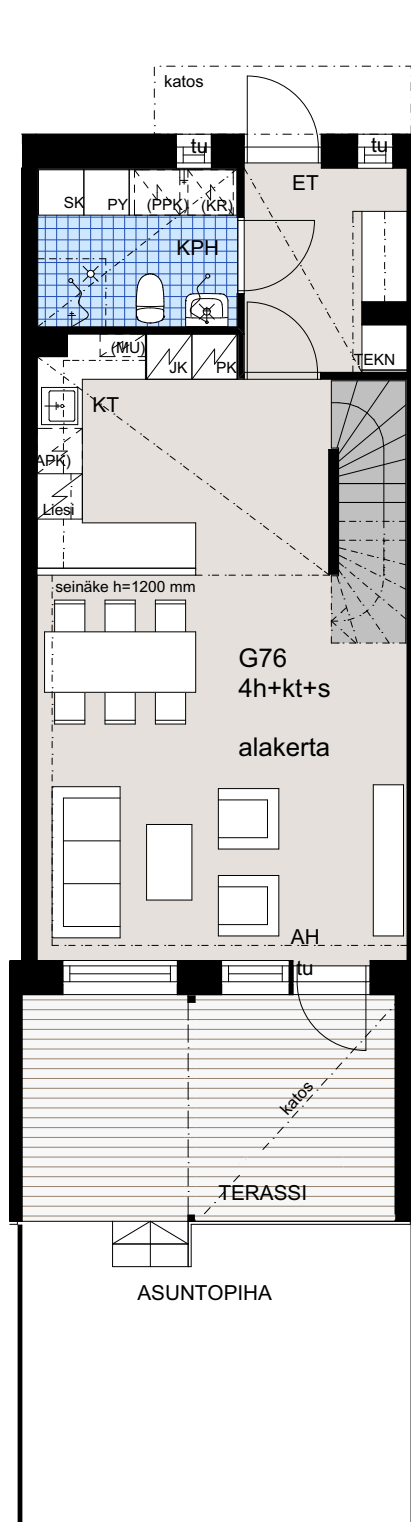 katos
tu
tu
ET
SK
PY
(PPK)
(KR)
KPH
(MU)
JK
PK
TEKN
KT
APK)
Liesi
seinäke h=1200 mm
G76
4h+kt+s
alakerta
AH
tu
katos
TERASSI
ASUNTOPIHA